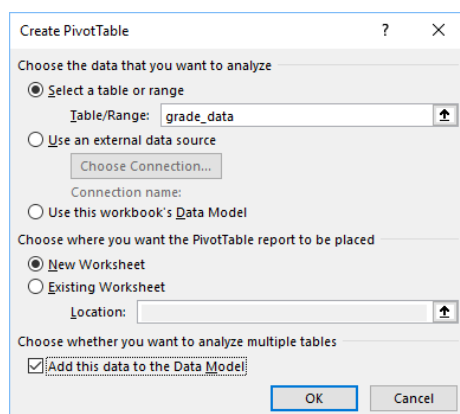 Create PivotTable ? ×
Choose the data that you want to analyze
Select a table or range
Table/Range: grade_data
Use an external data source
Choose Connection...
Connection name:
Use this workbook's Data Model
Choose where you want the PivotTable report to be placed
New Worksheet
Existing Worksheet
Location:
Choose whether you want to analyze multiple tables
Add this data to the Data Model
OK Cancel